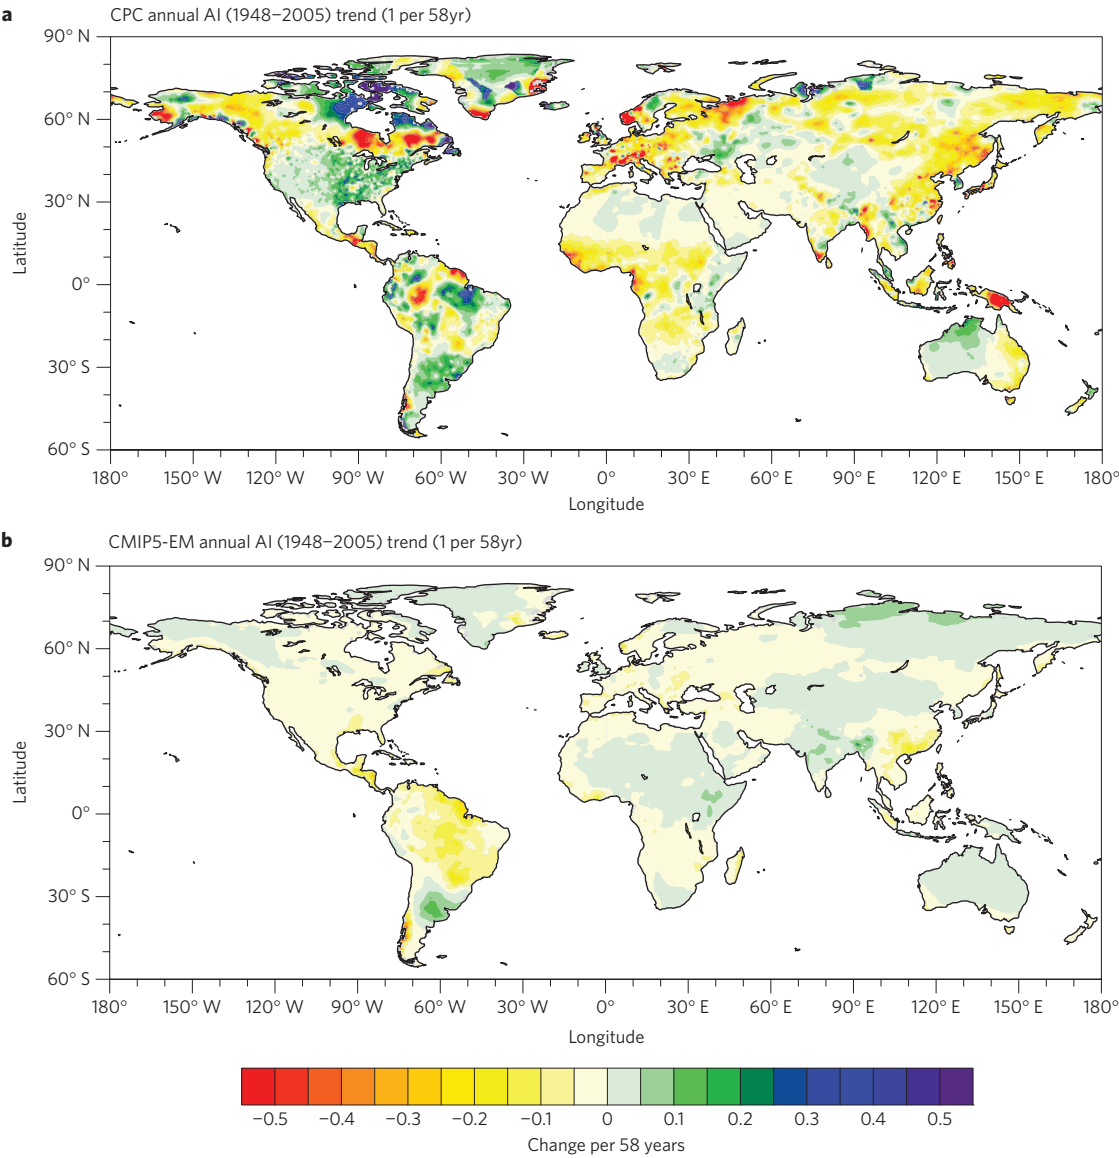 a
CPC annual AI (1948−2005) trend (1 per 58yr)
90° N
60° N
30° N
0°
30° S
60° S
Latitude
180° 150° W 120° W 90° W 60° W 30° W 0° 30° E 60° E 90° E 120° E 150° E 180°
Longitude
b
CMIP5-EM annual AI (1948−2005) trend (1 per 58yr)
90° N
60° N
30° N
0°
30° S
60° S
Latitude
180° 150° W 120° W 90° W 60° W 30° W 0° 30° E 60° E 90° E 120° E 150° E 180°
Longitude
−0.5 −0.4 −0.3 −0.2 −0.1 0 0.1 0.2 0.3 0.4 0.5
Change per 58 years